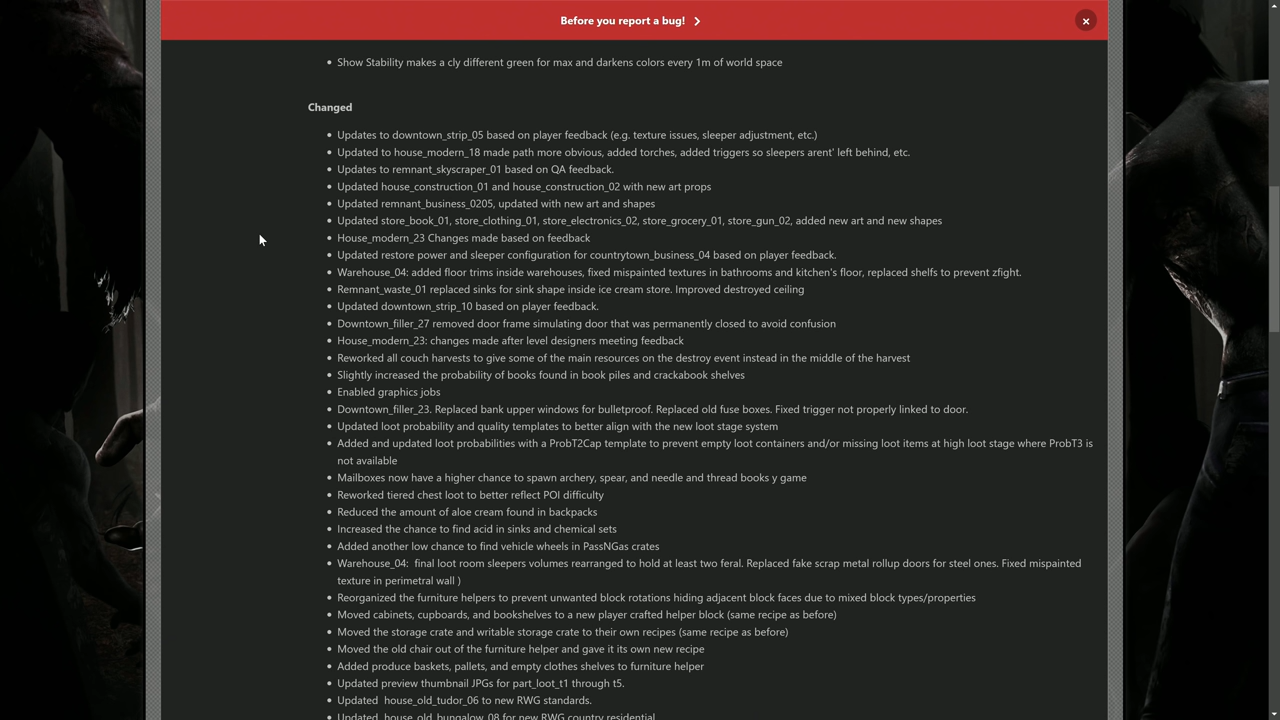 Before you report a bug!
Show Stability makes a cly different green for max and darkens colors every 1m of world space
Changed
Updates to downtown_strip_05 based on player feedback (e.g. texture issues, sleeper adjustment, etc.)
Updated to house_modern_18 made path more obvious, added torches, added triggers so sleepers arent' left behind, etc.
Updates to remnant_skyscraper_01 based on QA feedback.
Updated house_construction_01 and house_construction_02 with new art props
Updated remnant_business_0205, updated with new art and shapes
Updated store_book_01, store_clothing_01, store_electronics_02, store_grocery_01, store_gun_02, added new art and new shapes
House_modern_23 Changes made based on feedback
Updated restore power and sleeper configuration for countrytown_business_04 based on player feedback.
Warehouse_04: added floor trims inside warehouses, fixed mispainted textures in bathrooms and kitchen's floor, replaced shelfs to prevent zfight.
Remnant_waste_01 replaced sinks for sink shape inside ice cream store. Improved destroyed ceiling
Updated downtown_strip_10 based on player feedback.
Downtown_filler_27 removed door frame simulating door that was permanently closed to avoid confusion
House_modern_23: changes made after level designers meeting feedback
Reworked all couch harvests to give some of the main resources on the destroy event instead in the middle of the harvest
Slightly increased the probability of books found in book piles and crackabook shelves
Enabled graphics jobs
Downtown_filler_23. Replaced bank upper windows for bulletproof. Replaced old fuse boxes. Fixed trigger not properly linked to door.
Updated loot probability and quality templates to better align with the new loot stage system
Added and updated loot probabilities with a ProbT2Cap template to prevent empty loot containers and/or missing loot items at high loot stage where ProbT3 is
not available
Mailboxes now have a higher chance to spawn archery, spear, and needle and thread books y game
Reworked tiered chest loot to better reflect POI difficulty
Reduced the amount of aloe cream found in backpacks
Increased the chance to find acid in sinks and chemical sets
Added another low chance to find vehicle wheels in PassNGas crates
Warehouse_04:  final loot room sleepers volumes rearranged to hold at least two feral. Replaced fake scrap metal rollup doors for steel ones. Fixed mispainted
texture in perimetral wall )
Reorganized the furniture helpers to prevent unwanted block rotations hiding adjacent block faces due to mixed block types/properties
Moved cabinets, cupboards, and bookshelves to a new player crafted helper block (same recipe as before)
Moved the storage crate and writable storage crate to their own recipes (same recipe as before)
Moved the old chair out of the furniture helper and gave it its own new recipe
Added produce baskets, pallets, and empty clothes shelves to furniture helper
Updated preview thumbnail JPGs for part_loot_t1 through t5.
Updated  house_old_tudor_06 to new RWG standards.
Updated  house_old_bungalow_08 for new RWG country residential